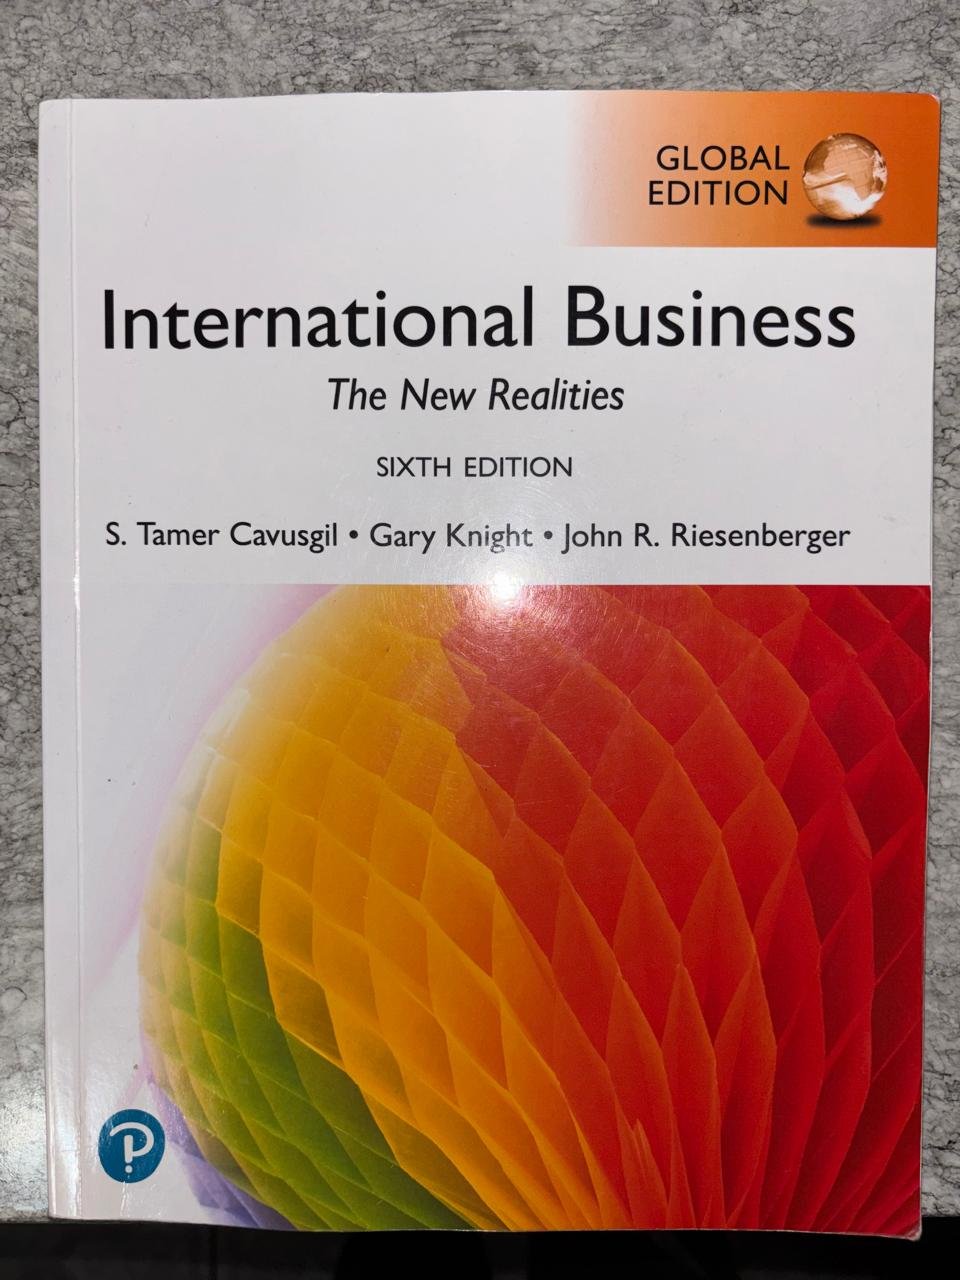 GLOBAL
EDITION
International Business
The New Realities
SIXTH EDITION
S. Tamer Cavusgil • Gary Knight • John R. Riesenberger
P